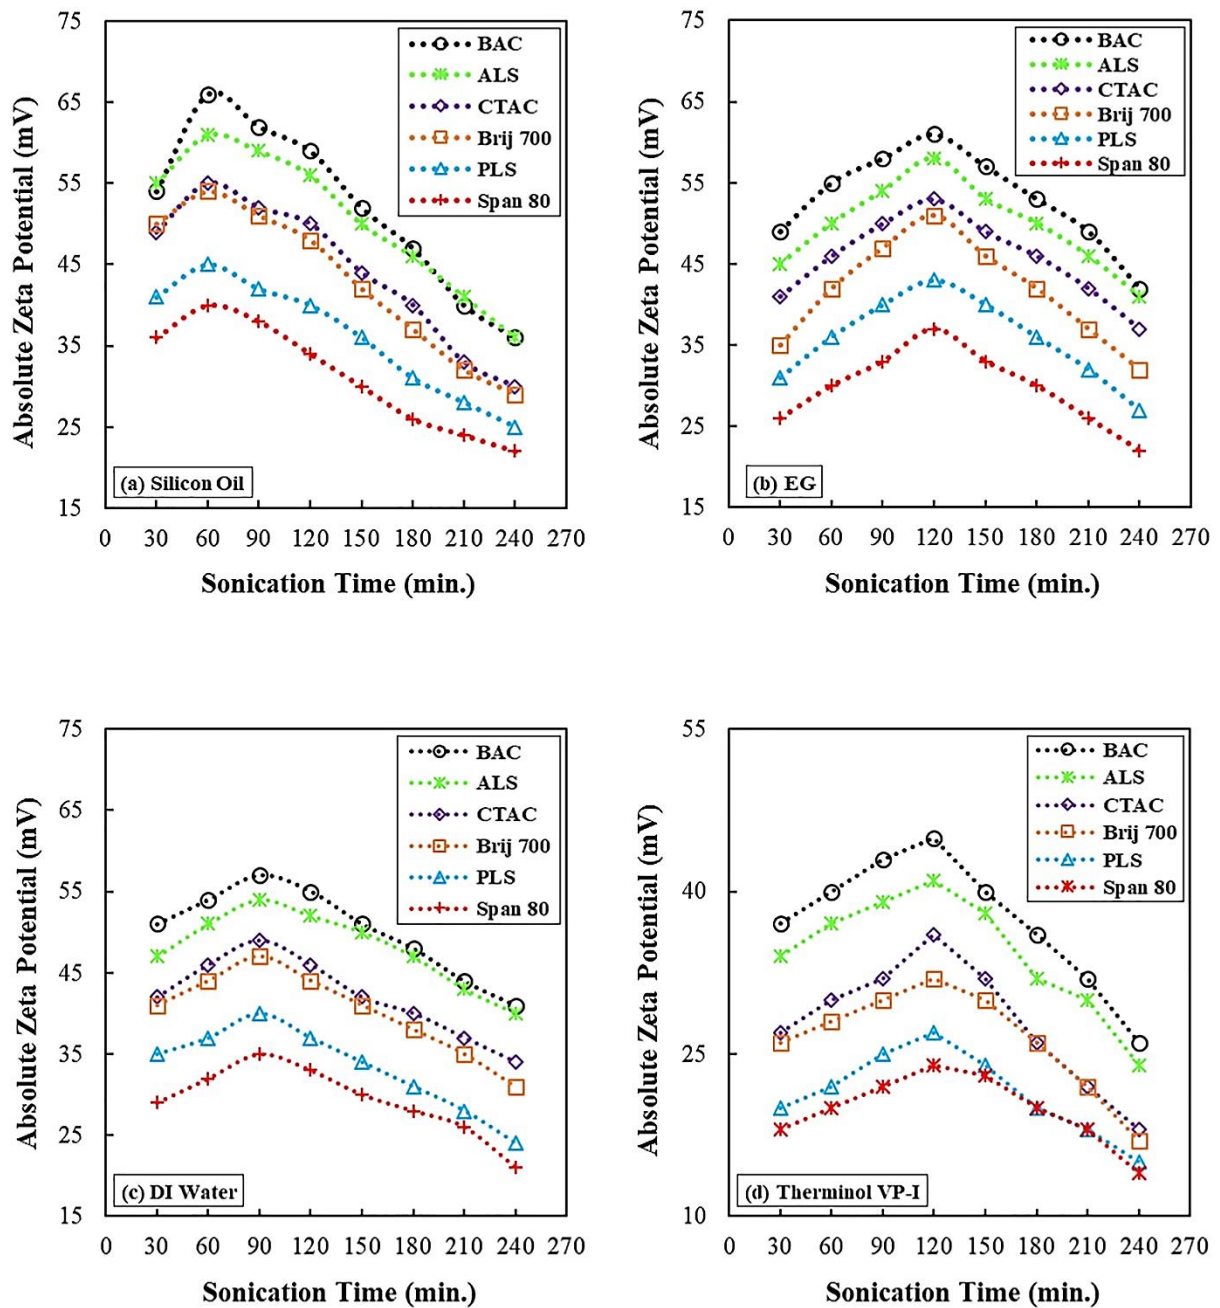 75
65
55
45
35
25
15
Absolute Zeta Potential (mV)
BAC
ALS
CTAC
Brij 700
PLS
Span 80
(a) Silicon Oil
0 30 60 90 120 150 180 210 240 270
Sonication Time (min.)
75
65
55
45
35
25
15
Absolute Zeta Potential (mV)
BAC
ALS
CTAC
Brij 700
PLS
Span 80
(b) EG
0 30 60 90 120 150 180 210 240 270
Sonication Time (min.)
75
65
55
45
35
25
15
Absolute Zeta Potential (mV)
BAC
ALS
CTAC
Brij 700
PLS
Span 80
(c) DI Water
0 30 60 90 120 150 180 210 240 270
Sonication Time (min.)
55
40
25
10
Absolute Zeta Potential (mV)
BAC
ALS
CTAC
Brij 700
PLS
Span 80
(d) Therminol VP-I
0 30 60 90 120 150 180 210 240 270
Sonication Time (min.)